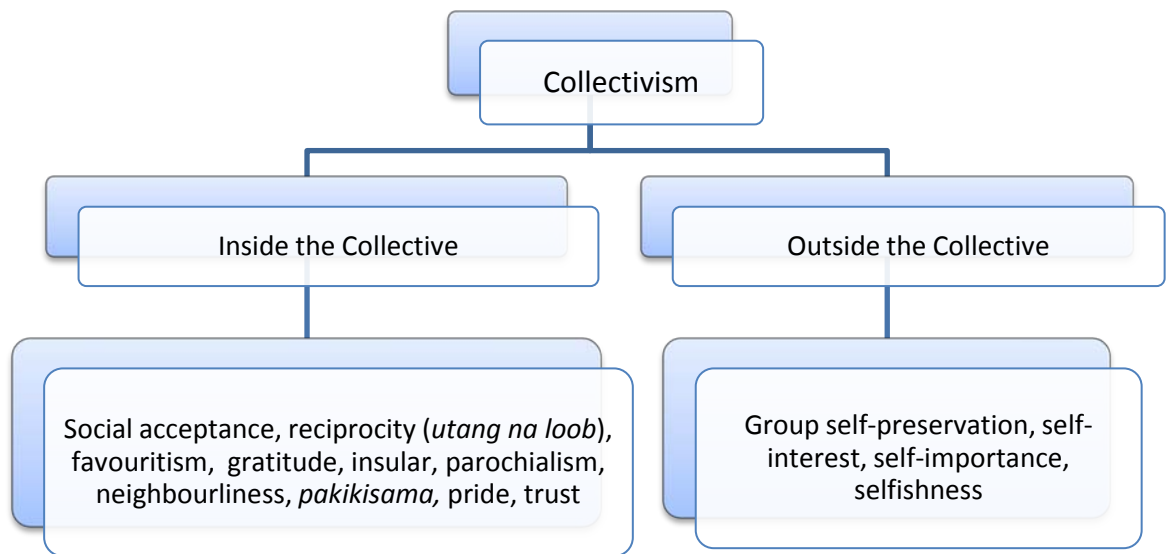 Collectivism
Inside the Collective
Outside the Collective
Social acceptance, reciprocity (utang na loob),
favouritism, gratitude, insular, parochialism,
neighbourliness, pakikisama, pride, trust
Group self-preservation, self-
interest, self-importance,
selfishness